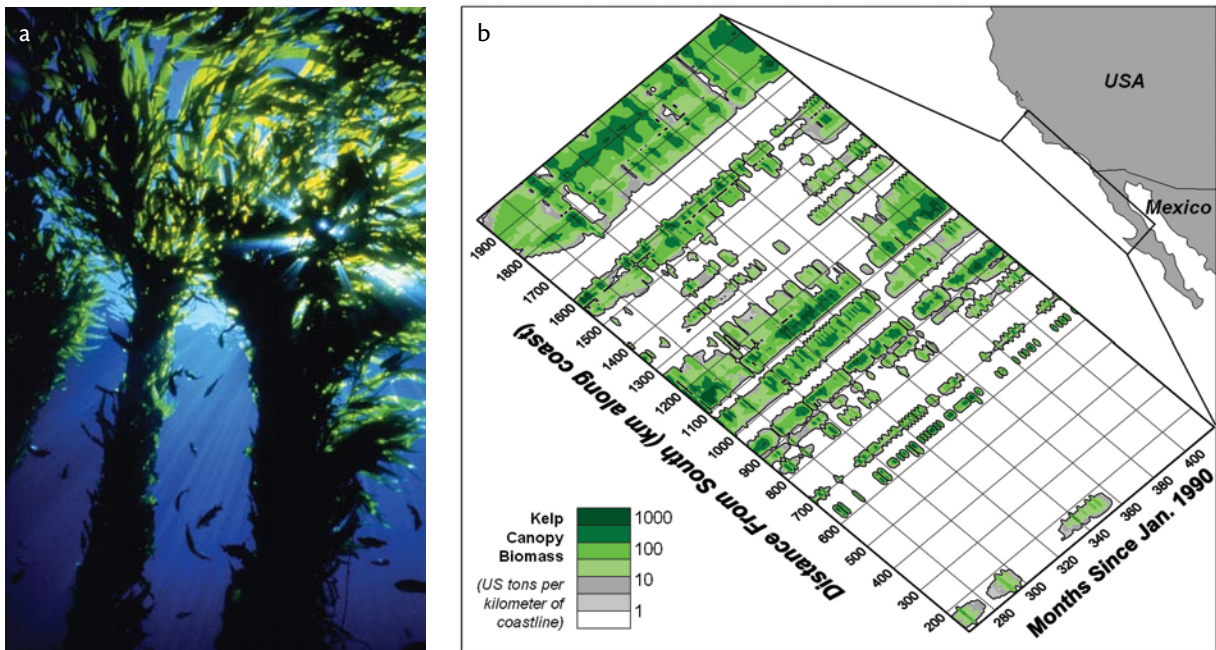 a
b
USA
Mexico
1900
1800
1700
1600
1500
1400
1300
1200
1100
1000
900
800
700
600
500
400
300
200
Distance From South (km along coast)
280
300
320
340
360
380
400
Months Since Jan. 1990
Kelp
Canopy
Biomass
(US tons per
kilometer of
coastline)
1000
100
10
1